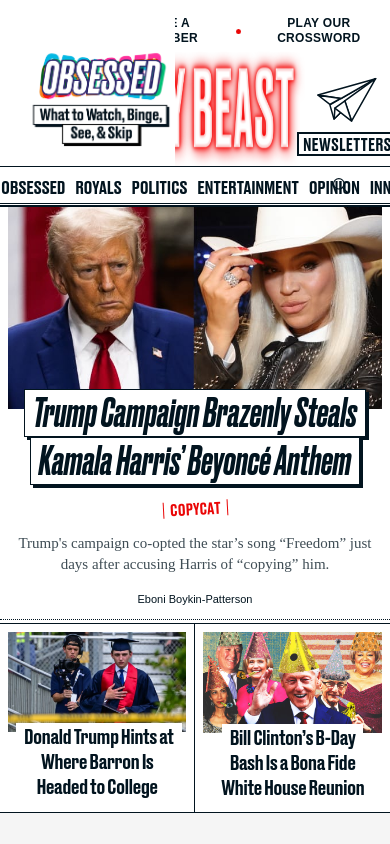 E A
BER
PLAY OUR
CROSSWORD
OBSESSED
What to Watch, Binge,
See, & Skip
Y BEAST
NEWSLETTERS
OBSESSED ROYALS POLITICS ENTERTAINMENT OPINION INN
Trump Campaign Brazenly Steals
Kamala Harris’ Beyoncé Anthem
COPYCAT
Trump's campaign co-opted the star’s song “Freedom” just
days after accusing Harris of “copying” him.
Eboni Boykin-Patterson
Donald Trump Hints at
Where Barron Is
Headed to College
Bill Clinton’s B-Day
Bash Is a Bona Fide
White House Reunion